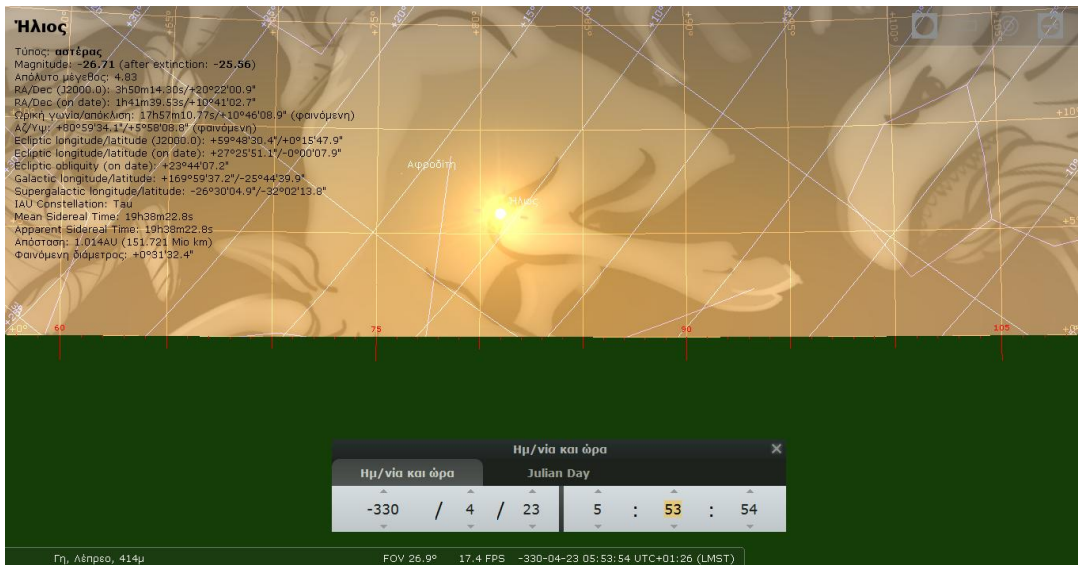 Ήλιος
Τύπος: αστέρας
Magnitude: -26.71 (after extinction: -25.56)
Απόλυτο μέγεθος: 4.83
RA/Dec (J2000.0): 3h50m14.30s/+20°22'00.9"
RA/Dec (on date): 1h41m39.53s/+10°41'02.7"
Ωρική γωνία/απόκλιση: 17h57m10.77s/+10°46'08.9" (φαινόμενη)
Αζ/Υψ: +80°59'34.1"/+5°58'08.8" (φαινόμενη)
Ecliptic longitude/latitude (J2000.0): +59°48'30.4"/+0°15'47.9"
Ecliptic longitude/latitude (on date): +27°25'51.1"/-0°00'07.9"
Ecliptic obliquity (on date): +23°44'07.2"
Galactic longitude/latitude: +169°59'37.2"/-25°44'39.9"
Supergalactic longitude/latitude: -26°30'04.9"/-32°02'13.8"
IAU Constellation: Tau
Mean Sidereal Time: 19h38m22.8s
Apparent Sidereal Time: 19h38m22.8s
Απόσταση: 1.014AU (151.721 Mio km)
Φαινόμενη διάμετρος: +0°31'32.4"
Αφροδίτη
Ήλιος
+10°
+5°
+0°
60 75 90 105
Ημ/νία και ώρα
Ημ/νία και ώρα Julian Day
-330 / 4 / 23 5 : 53 : 54
Γη, Λέπρεο, 414μ FOV 26.9° 17.4 FPS -330-04-23 05:53:54 UTC+01:26 (LMST)